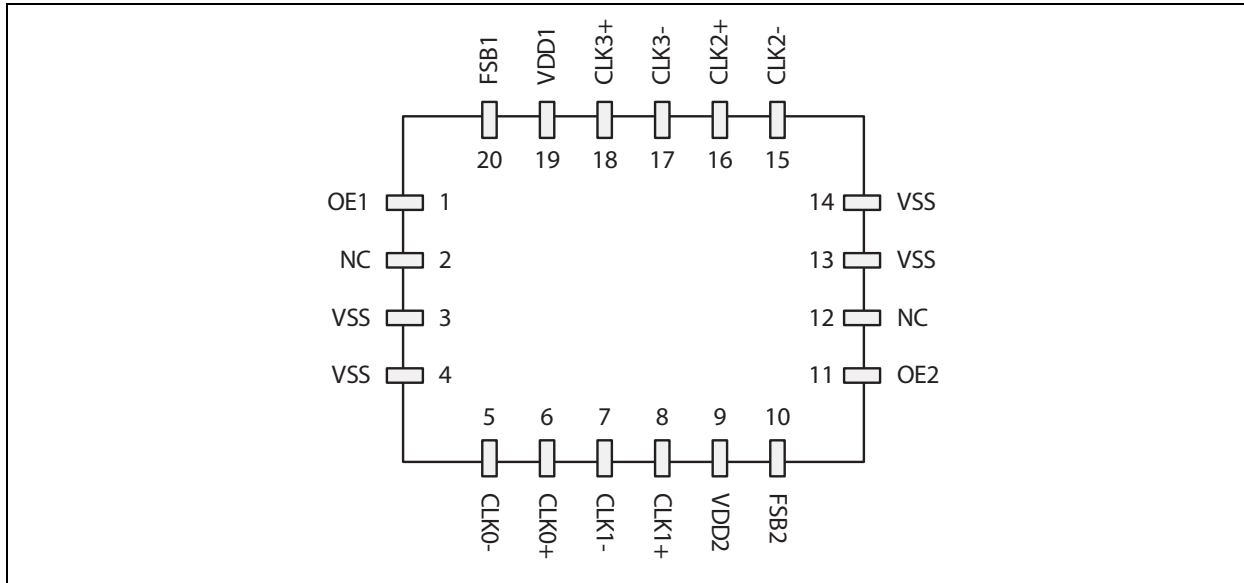 FSB1 VDD1 CLK3+ CLK3- CLK2+ CLK2-
20 19 18 17 16 15
OE1 1 14 VSS
NC 2 13 VSS
VSS 3 12 NC
VSS 4 11 OE2
5 6 7 8 9 10
CLK0- CLK0+ CLK1- CLK1+ VDD2 FSB2